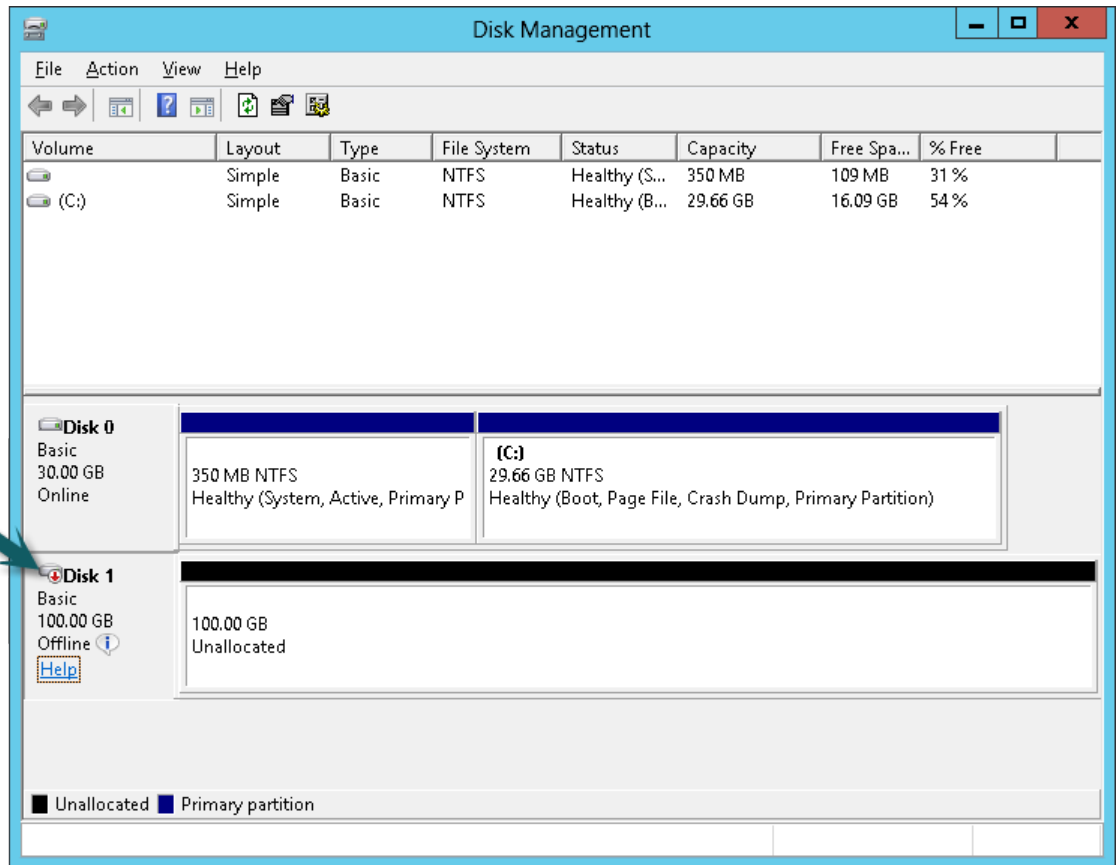 Disk Management
File Action View Help
Volume Layout Type File System Status Capacity Free Spa... % Free
Simple Basic NTFS Healthy (S... 350 MB 109 MB 31 %
(C:) Simple Basic NTFS Healthy (B... 29.66 GB 16.09 GB 54 %
Disk 0
Basic
30.00 GB
Online
350 MB NTFS
Healthy (System, Active, Primary P
(C:)
29.66 GB NTFS
Healthy (Boot, Page File, Crash Dump, Primary Partition)
Disk 1
Basic
100.00 GB
Offline
Help
100.00 GB
Unallocated
Unallocated Primary partition